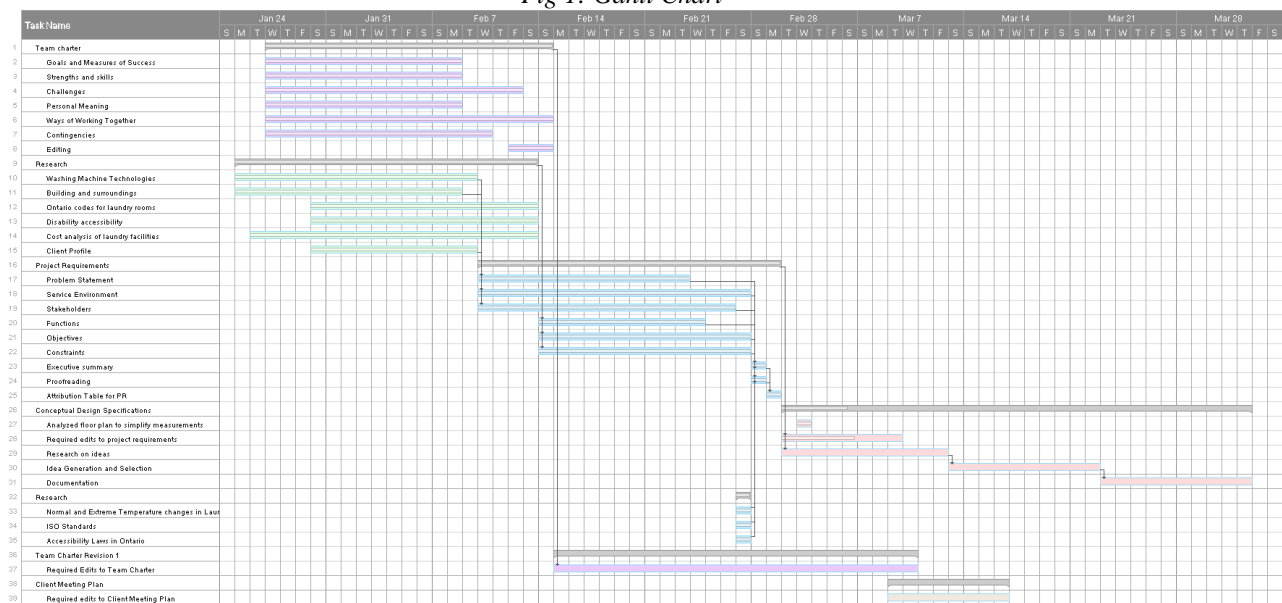 Fig 1: Gantt Chart
Task Name
Jan 24 Jan 31 Feb 7 Feb 14 Feb 21 Feb 28 Mar 7 Mar 14 Mar 21 Mar 28
S M T W T F S S M T W T F S S M T W T F S S M T W T F S S M T W T F S S M T W T F S S M T W T F S S M T W T F S S M T W T F S S M T W T F S
1 Team charter
2 Goals and Measures of Success
3 Strengths and skills
4 Challenges
5 Personal Meaning
6 Ways of Working Together
7 Contingencies
8 Editing
9 Research
10 Washing Machine Technologies
11 Building and surroundings
12 Ontario codes for laundry rooms
13 Disability accessibility
14 Cost analysis of laundry facilities
15 Client Profile
16 Project Requirements
17 Problem Statement
18 Service Environment
19 Stakeholders
20 Functions
21 Objectives
22 Constraints
23 Executive summary
24 Proofreading
25 Attribution Table for PR
26 Conceptual Design Specifications
27 Analyzed floor plan to simplify measurements
28 Required edits to project requirements
29 Research on ideas
30 Idea Generation and Selection
31 Documentation
32 Research
33 Normal and Extreme Temperature changes in Laur
34 ISO Standards
35 Accessibility Laws in Ontario
36 Team Charter Revision 1
37 Required Edits to Team Charter
38 Client Meeting Plan
39 Required edits to Client Meeting Plan